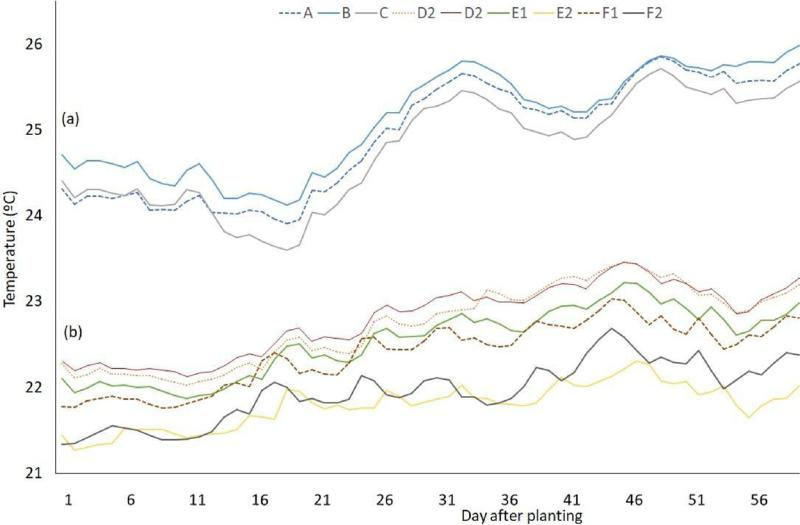 A B C D2 D2 E1 E2 F1 F2
26
(a)
25
24
Temperature (ºC)
23
(b)
22
21
1 6 11 16 21 26 31 36 41 46 51 56
Day after planting